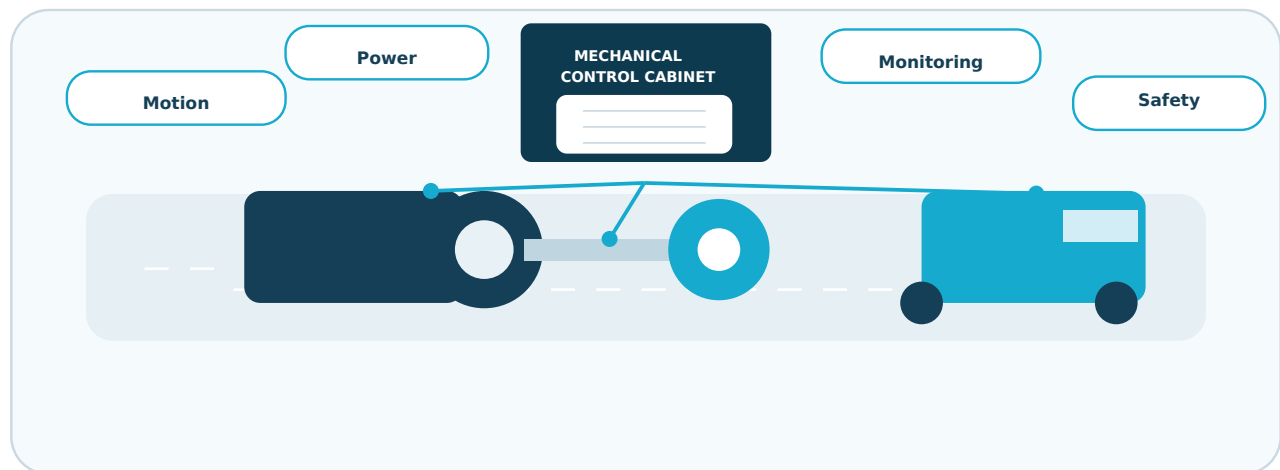 Motion
Power
MECHANICAL
CONTROL CABINET
Monitoring
Safety